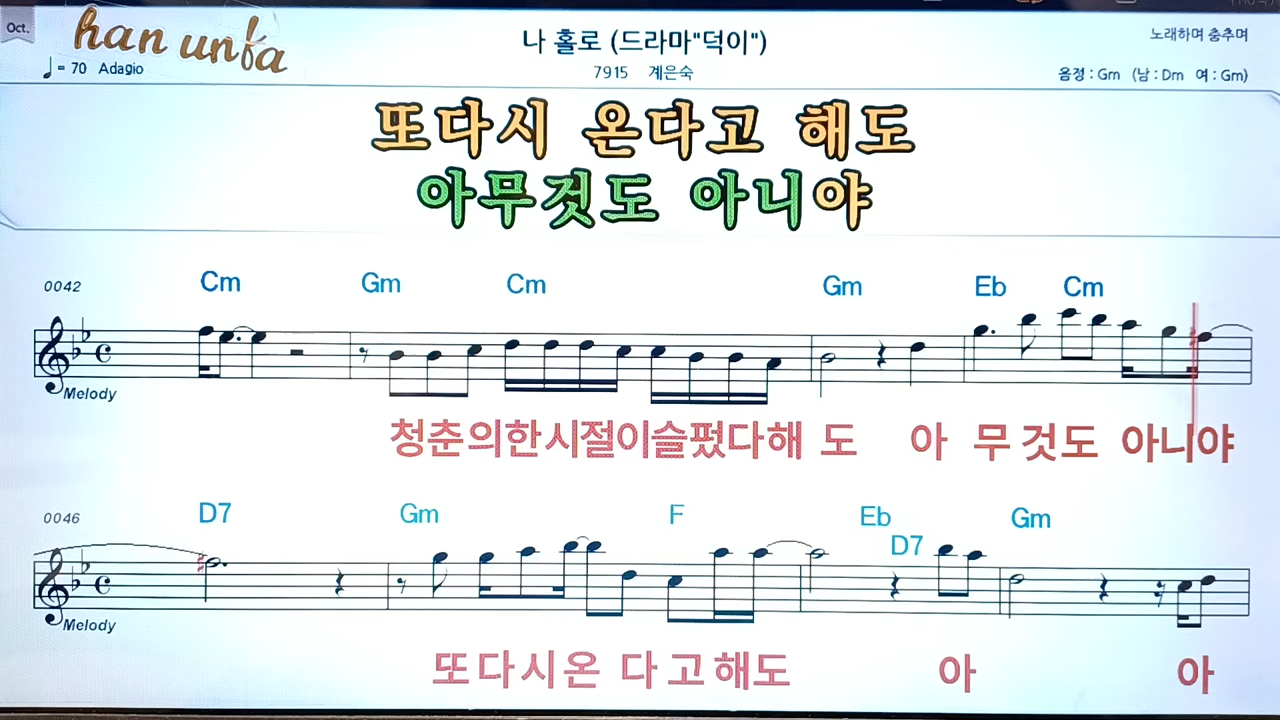 Oct.
han unfa
나 홀로 (드라마"덕이")
노래하며 춤추며
♩= 70 Adagio
7915 계은숙
음정 : Gm (남 : Dm 여 : Gm)
또다시 온다고 해도
아무것도 아니야
0042
Cm Gm Cm Gm Eb Cm
Melody
청춘의한시절이슬펐다해 도 아 무것도 아니야
0046
D7 Gm F Eb D7 Gm
Melody
또다시온 다고해도 아 아